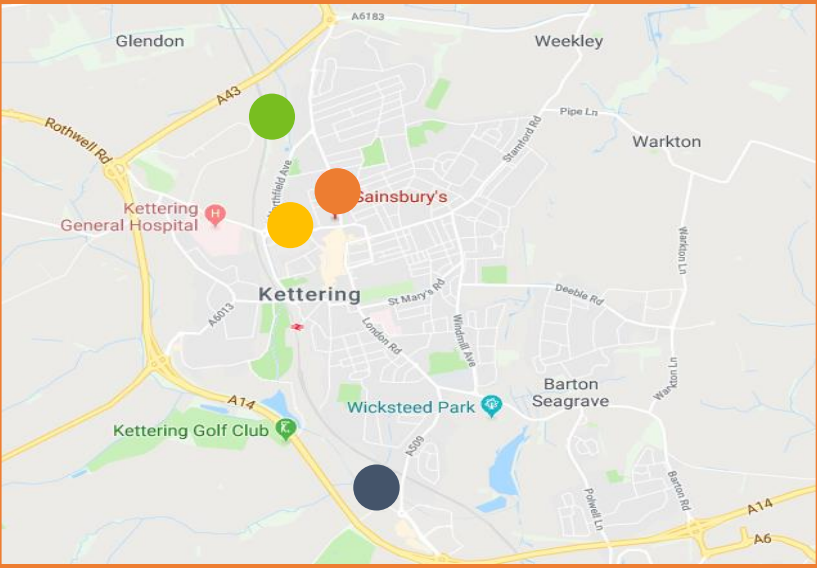 A6183
Glendon
Weekley
A43
Pipe Ln
Rothwell Rd
Stamford Rd
Warkton
Sainsbury's
Kettering
General Hospital
H
Warkton Ln
Kettering
St Mary's Rd
Deeble Rd
A6013
London Rd
Windmill Ave
Warkton Ln
Barton
Seagrave
A14
Wicksteed Park
Kettering Golf Club
A509
Polwell Ln
Barton Rd
A14
A6